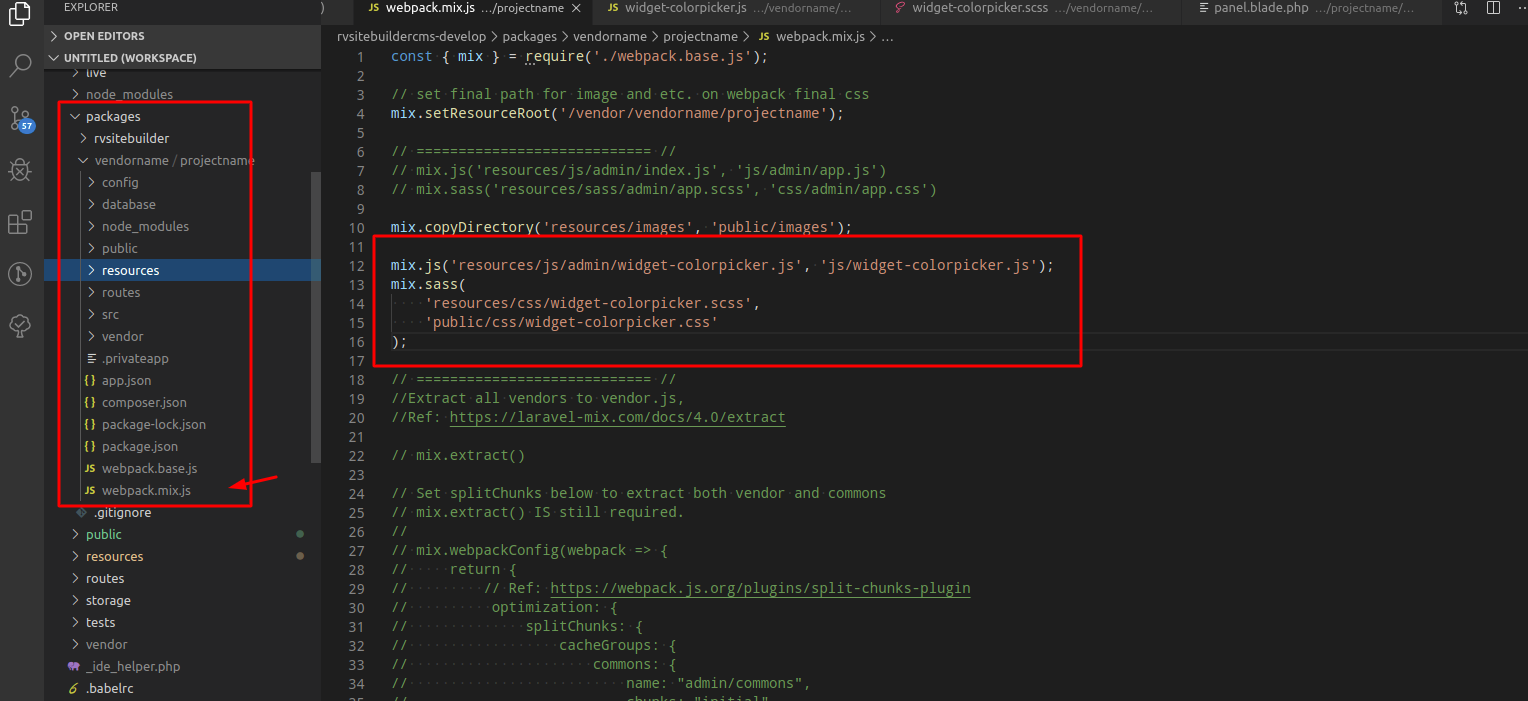 EXPLORER
OPEN EDITORS
UNTITLED (WORKSPACE)
live
node_modules
packages
rvsitebuilder
vendorname / projectname
config
database
node_modules
public
resources
routes
src
vendor
.privateapp
{} app.json
{} composer.json
{} package-lock.json
{} package.json
JS webpack.base.js
JS webpack.mix.js
.gitignore
public
resources
routes
storage
tests
vendor
_ide_helper.php
.babelrc
57
) JS webpack.mix.js .../projectname JS widget-colorpicker.js .../vendorname/... widget-colorpicker.scss .../vendorname/... panel.blade.php .../projectname/...
rvsitebuildercms-develop > packages > vendorname > projectname > JS webpack.mix.js > ...
1 const { mix } = require('./webpack.base.js');
2
3 // set final path for image and etc. on webpack final css
4 mix.setResourceRoot('/vendor/vendorname/projectname');
5
6 // ============================ //
7 // mix.js('resources/js/admin/index.js', 'js/admin/app.js')
8 // mix.sass('resources/sass/admin/app.scss', 'css/admin/app.css')
9
10 mix.copyDirectory('resources/images', 'public/images');
11
12 mix.js('resources/js/admin/widget-colorpicker.js', 'js/widget-colorpicker.js');
13 mix.sass(
14 'resources/css/widget-colorpicker.scss',
15 'public/css/widget-colorpicker.css'
16 );
17
18 // ============================ //
19 //Extract all vendors to vendor.js,
20 //Ref: https://laravel-mix.com/docs/4.0/extract
21
22 // mix.extract()
23
24 // Set splitChunks below to extract both vendor and commons
25 // mix.extract() IS still required.
26 //
27 // mix.webpackConfig(webpack => {
28 // return {
29 // // Ref: https://webpack.js.org/plugins/split-chunks-plugin
30 // optimization: {
31 // splitChunks: {
32 // cacheGroups: {
33 // commons: {
34 // name: "admin/commons",
35 // chunks: "initial"